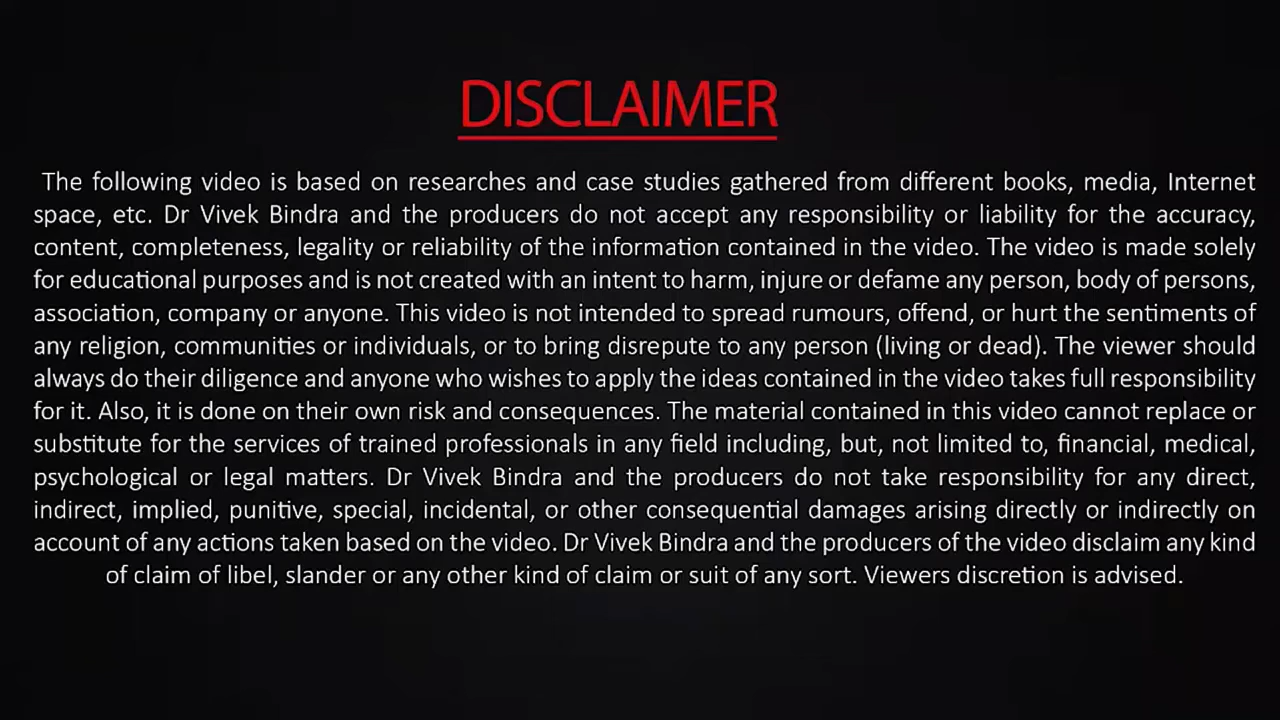 DISCLAIMER
The following video is based on researches and case studies gathered from different books, media, Internet
space, etc. Dr Vivek Bindra and the producers do not accept any responsibility or liability for the accuracy,
content, completeness, legality or reliability of the information contained in the video. The video is made solely
for educational purposes and is not created with an intent to harm, injure or defame any person, body of persons,
association, company or anyone. This video is not intended to spread rumours, offend, or hurt the sentiments of
any religion, communities or individuals, or to bring disrepute to any person (living or dead). The viewer should
always do their diligence and anyone who wishes to apply the ideas contained in the video takes full responsibility
for it. Also, it is done on their own risk and consequences. The material contained in this video cannot replace or
substitute for the services of trained professionals in any field including, but, not limited to, financial, medical,
psychological or legal matters. Dr Vivek Bindra and the producers do not take responsibility for any direct,
indirect, implied, punitive, special, incidental, or other consequential damages arising directly or indirectly on
account of any actions taken based on the video. Dr Vivek Bindra and the producers of the video disclaim any kind
of claim of libel, slander or any other kind of claim or suit of any sort. Viewers discretion is advised.